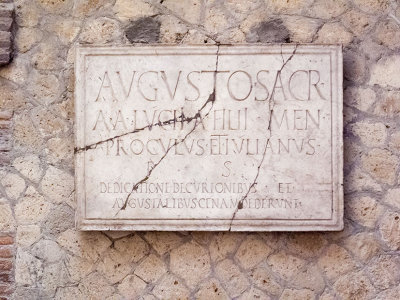 AVGVSTO SACR
A A LVCII A FILII MEN
PROCVLVS ET IVLIANVS
P S
DEDICATIONE DECVRIONIBVS ET
AVGVSTALIBVS CENAM DEDERVNT